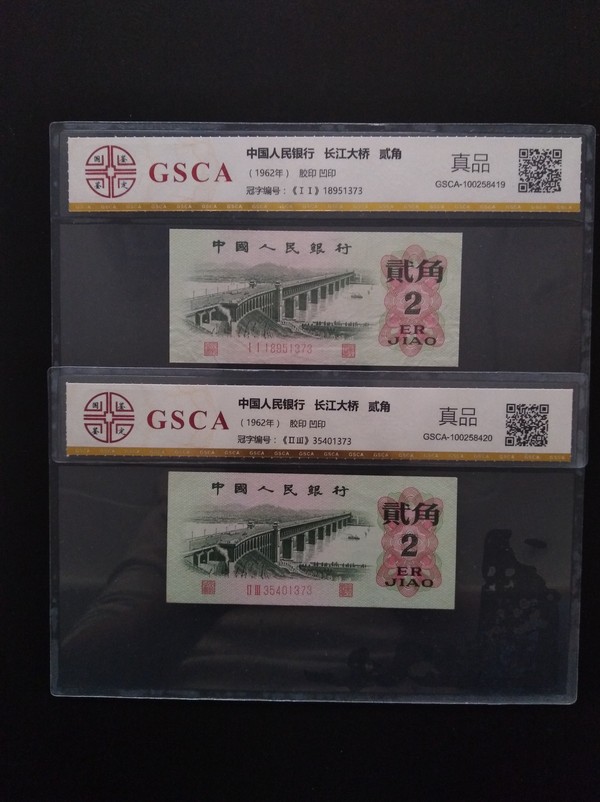 中国人民银行 长江大桥 贰角
GSCA
（1962年） 胶印 凹印
冠字编号：《I I》18951373
真品
GSCA-100258419
中國人民銀行
貳角
2
ER
JIAO
I I 18951373
中国人民银行 长江大桥 贰角
GSCA
（1962年） 胶印 凹印
冠字编号：《II III》35401373
真品
GSCA-100258420
中國人民銀行
貳角
2
ER
JIAO
II III 35401373